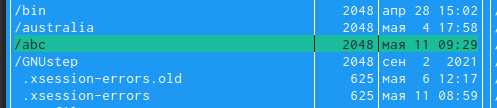 /bin 2048 апр 28 15:02
/australia 2048 мая 4 17:58
/abc 2048 мая 11 09:29
/GNUstep 2048 сен 2 2021
.xsession-errors.old 625 мая 6 12:17
.xsession-errors 625 мая 11 08:59